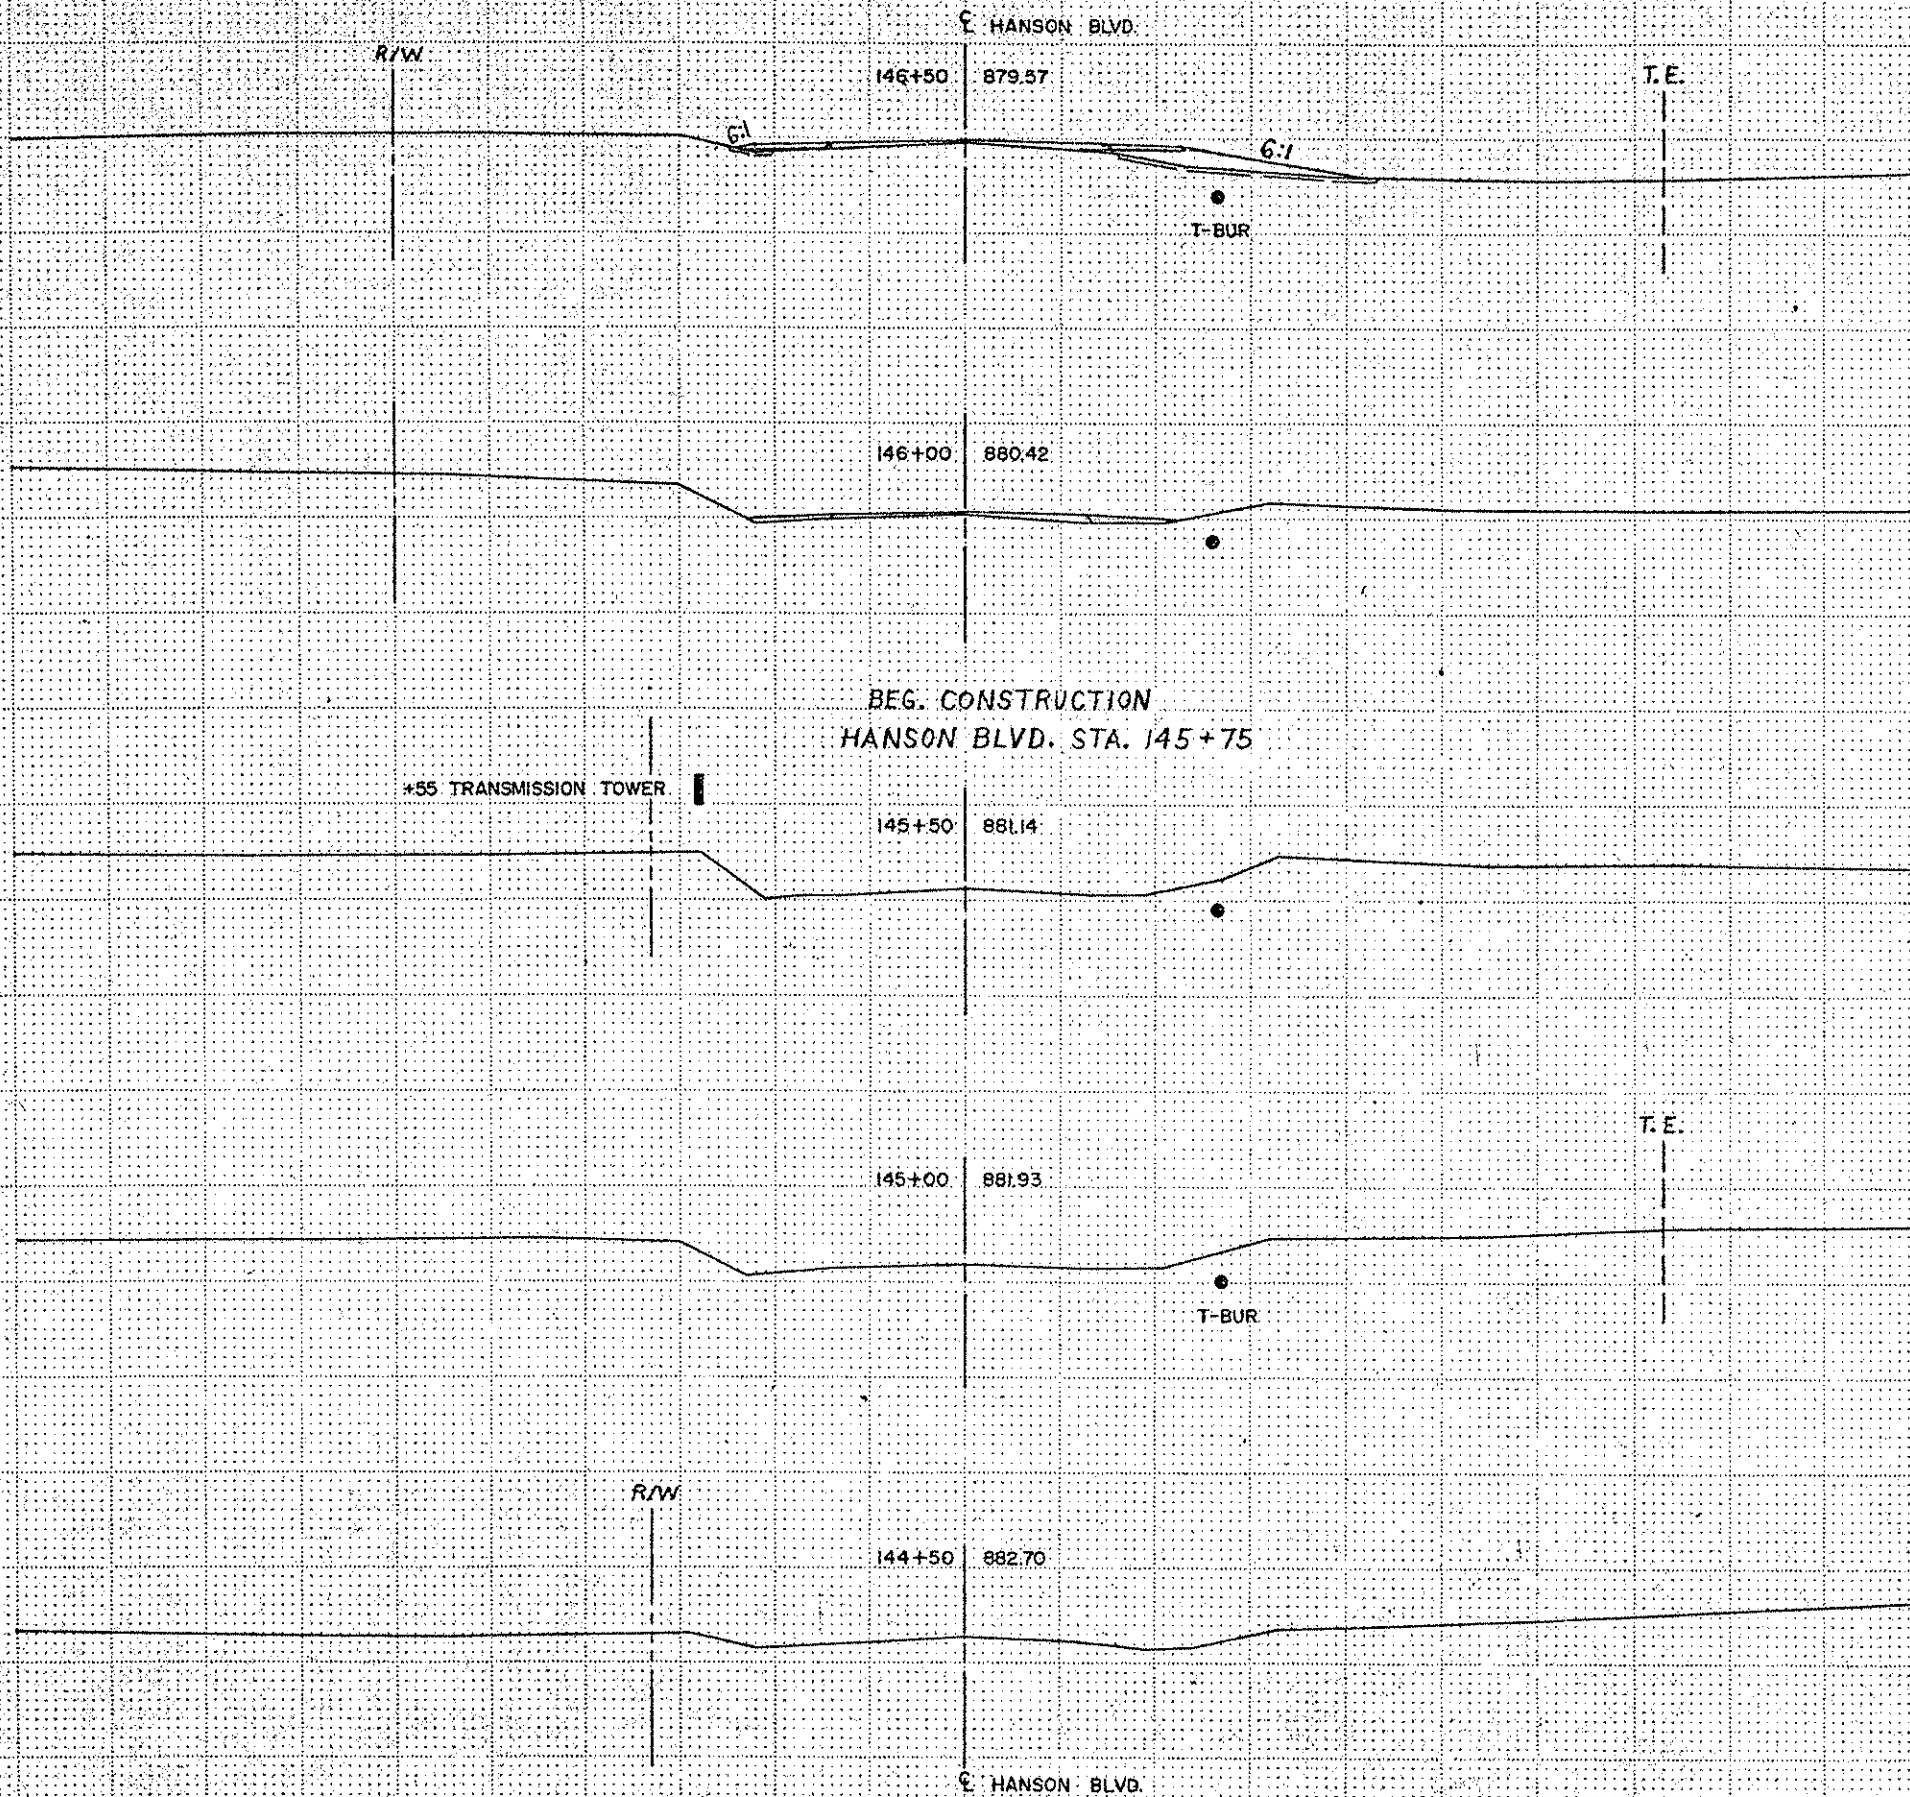 ℄ HANSON BLVD.
R/W
146+50 879.57
T.E.
6:1
6:1
T-BUR
146+00 880.42
BEG. CONSTRUCTION
HANSON BLVD. STA. 145+75
+55 TRANSMISSION TOWER
145+50 881.14
T.E.
145+00 881.93
T-BUR
R/W
144+50 882.70
℄ HANSON BLVD.